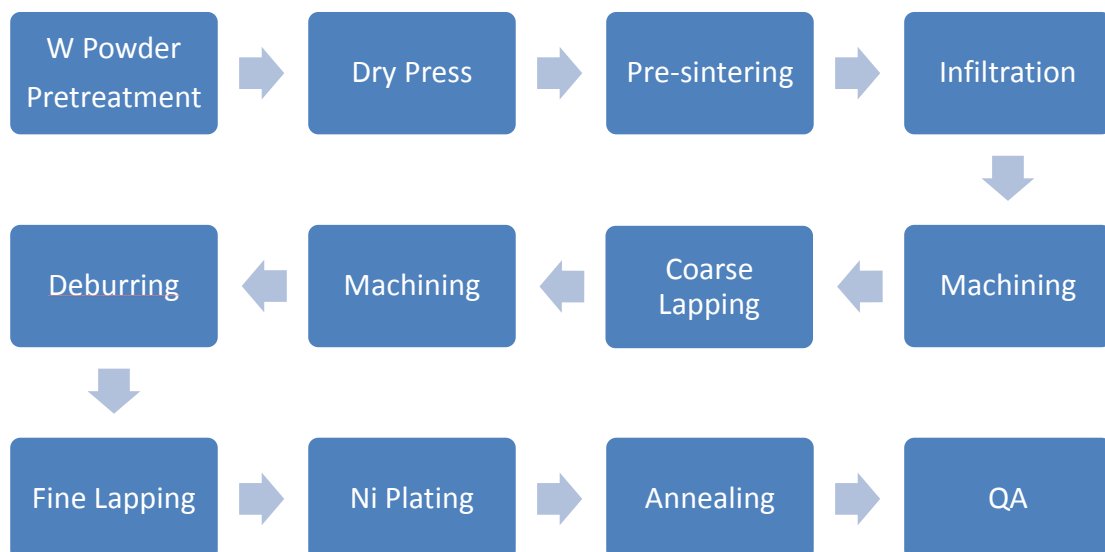 W Powder
Pretreatment
Dry Press
Pre-sintering
Infiltration
Machining
Coarse
Lapping
Machining
Deburring
Fine Lapping
Ni Plating
Annealing
QA